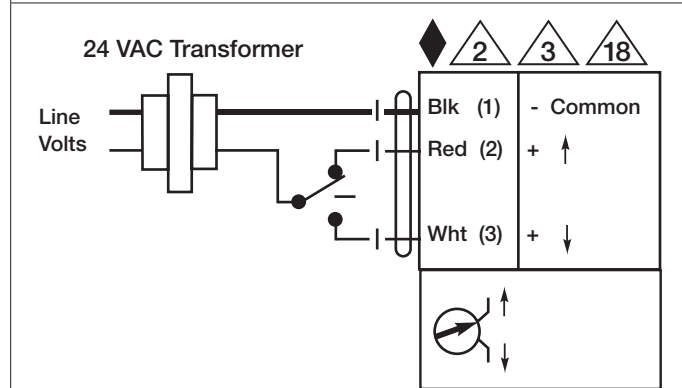 24 VAC Transformer
2 3 18
Line
Volts
Blk (1) - Common
Red (2) + ↑
Wht (3) + ↓